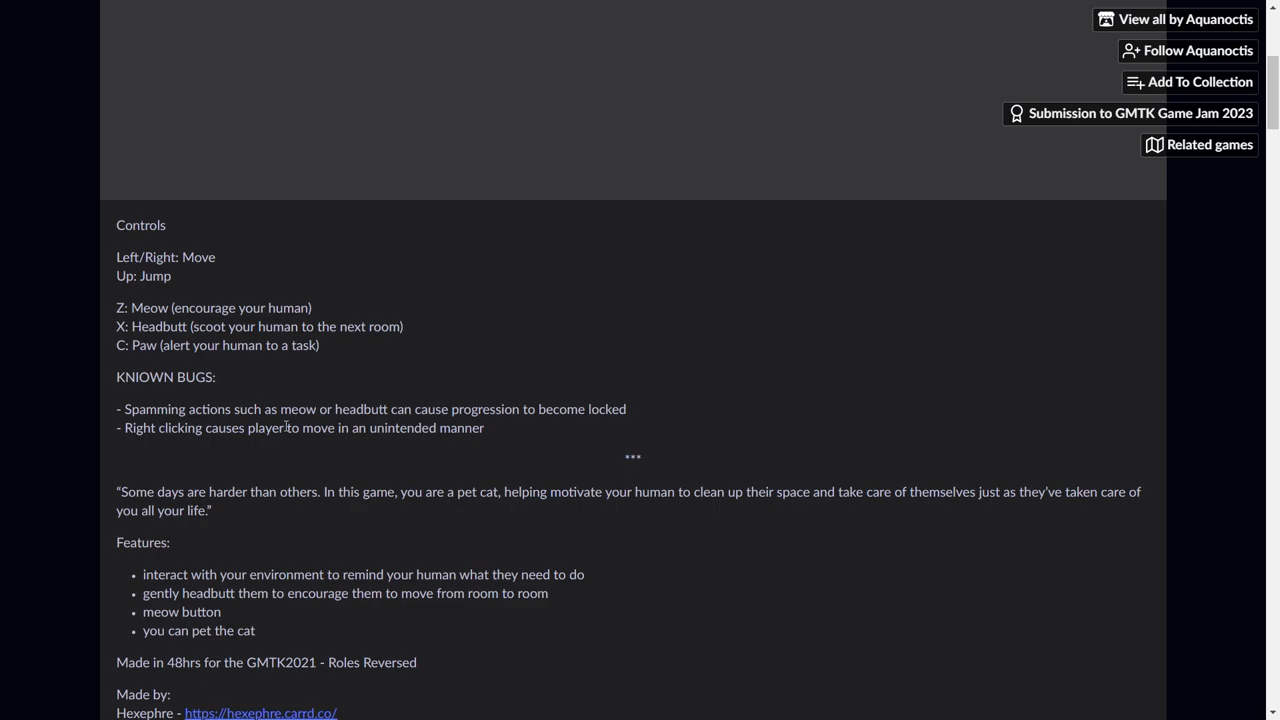 View all by Aquanoctis
Follow Aquanoctis
Add To Collection
Submission to GMTK Game Jam 2023
Related games
Controls
Left/Right: Move
Up: Jump
Z: Meow (encourage your human)
X: Headbutt (scoot your human to the next room)
C: Paw (alert your human to a task)
KNIOWN BUGS:
- Spamming actions such as meow or headbutt can cause progression to become locked
- Right clicking causes player to move in an unintended manner
***
“Some days are harder than others. In this game, you are a pet cat, helping motivate your human to clean up their space and take care of themselves just as they’ve taken care of
you all your life.”
Features:
• interact with your environment to remind your human what they need to do
• gently headbutt them to encourage them to move from room to room
• meow button
• you can pet the cat
Made in 48hrs for the GMTK2021 - Roles Reversed
Made by:
Hexephre - https://hexephre.carrd.co/